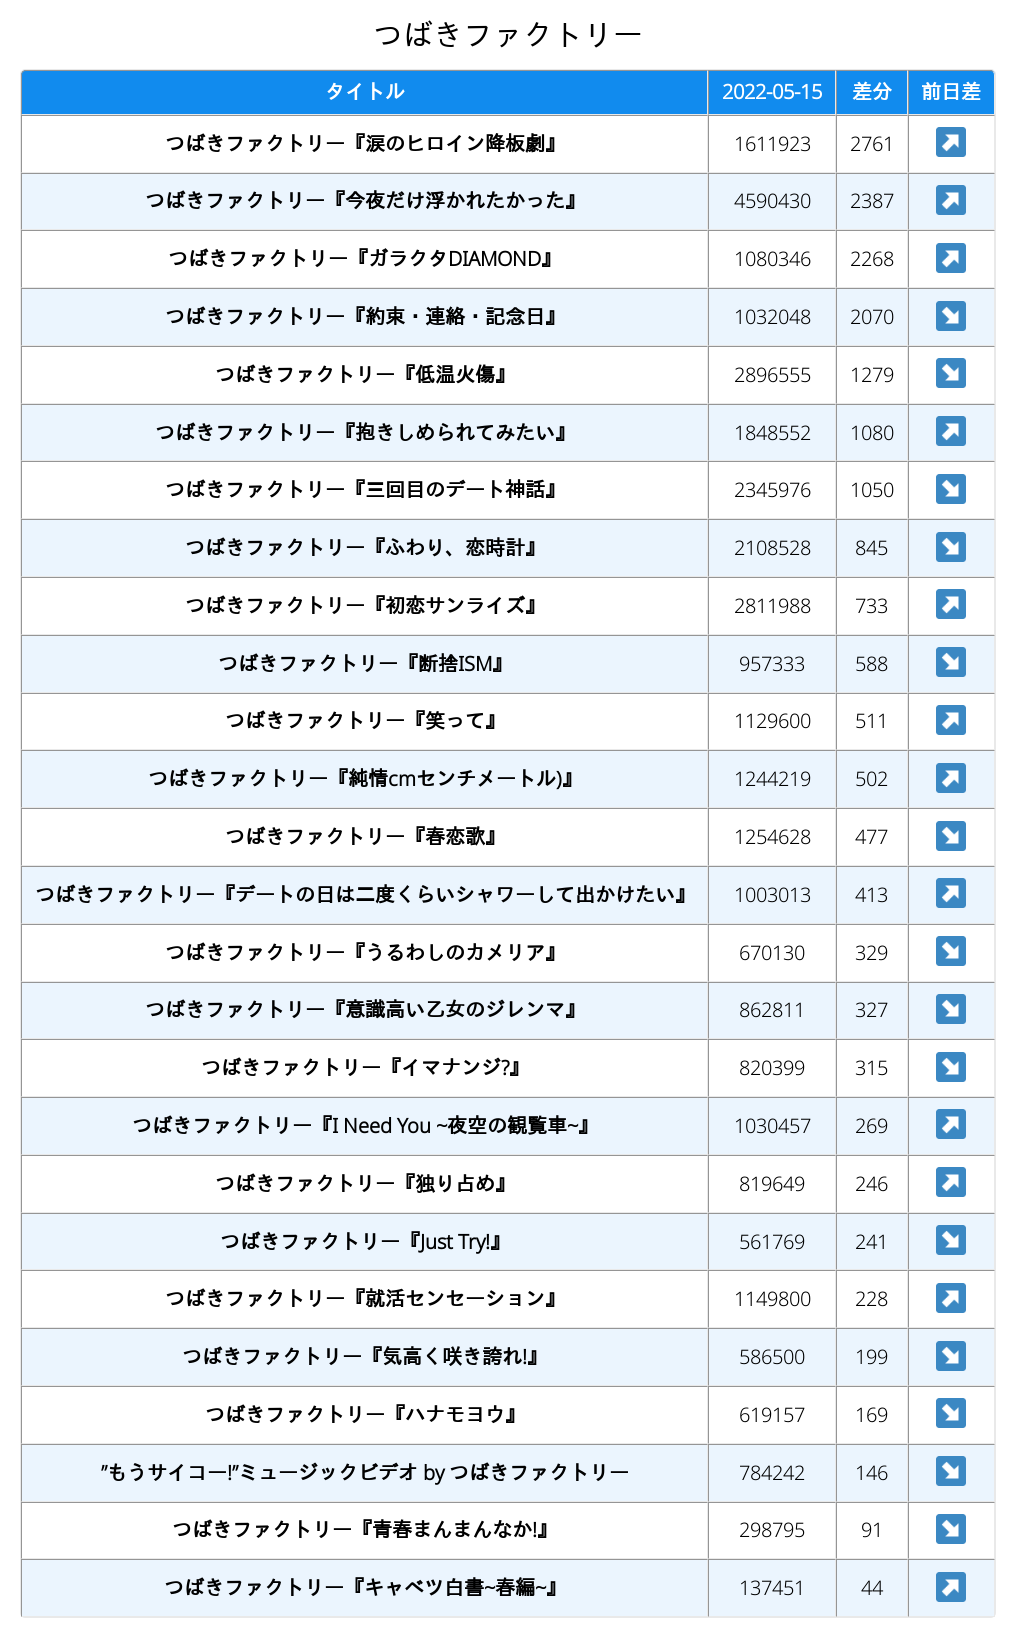 つばきファクトリー
タイトル 2022-05-15 差分 前日差
つばきファクトリー『涙のヒロイン降板劇』 1611923 2761 ↗
つばきファクトリー『今夜だけ浮かれたかった』 4590430 2387 ↗
つばきファクトリー『ガラクタDIAMOND』 1080346 2268 ↗
つばきファクトリー『約束・連絡・記念日』 1032048 2070 ↘
つばきファクトリー『低温火傷』 2896555 1279 ↘
つばきファクトリー『抱きしめられてみたい』 1848552 1080 ↗
つばきファクトリー『三回目のデート神話』 2345976 1050 ↘
つばきファクトリー『ふわり、恋時計』 2108528 845 ↘
つばきファクトリー『初恋サンライズ』 2811988 733 ↗
つばきファクトリー『断捨ISM』 957333 588 ↘
つばきファクトリー『笑って』 1129600 511 ↗
つばきファクトリー『純情cmセンチメートル)』 1244219 502 ↗
つばきファクトリー『春恋歌』 1254628 477 ↘
つばきファクトリー『デートの日は二度くらいシャワーして出かけたい』 1003013 413 ↗
つばきファクトリー『うるわしのカメリア』 670130 329 ↘
つばきファクトリー『意識高い乙女のジレンマ』 862811 327 ↘
つばきファクトリー『イマナンジ?』 820399 315 ↘
つばきファクトリー『I Need You ~夜空の観覧車~』 1030457 269 ↗
つばきファクトリー『独り占め』 819649 246 ↗
つばきファクトリー『Just Try!』 561769 241 ↘
つばきファクトリー『就活センセーション』 1149800 228 ↗
つばきファクトリー『気高く咲き誇れ!』 586500 199 ↘
つばきファクトリー『ハナモヨウ』 619157 169 ↘
”もうサイコー!”ミュージックビデオ by つばきファクトリー 784242 146 ↘
つばきファクトリー『青春まんまんなか!』 298795 91 ↘
つばきファクトリー『キャベツ白書~春編~』 137451 44 ↗